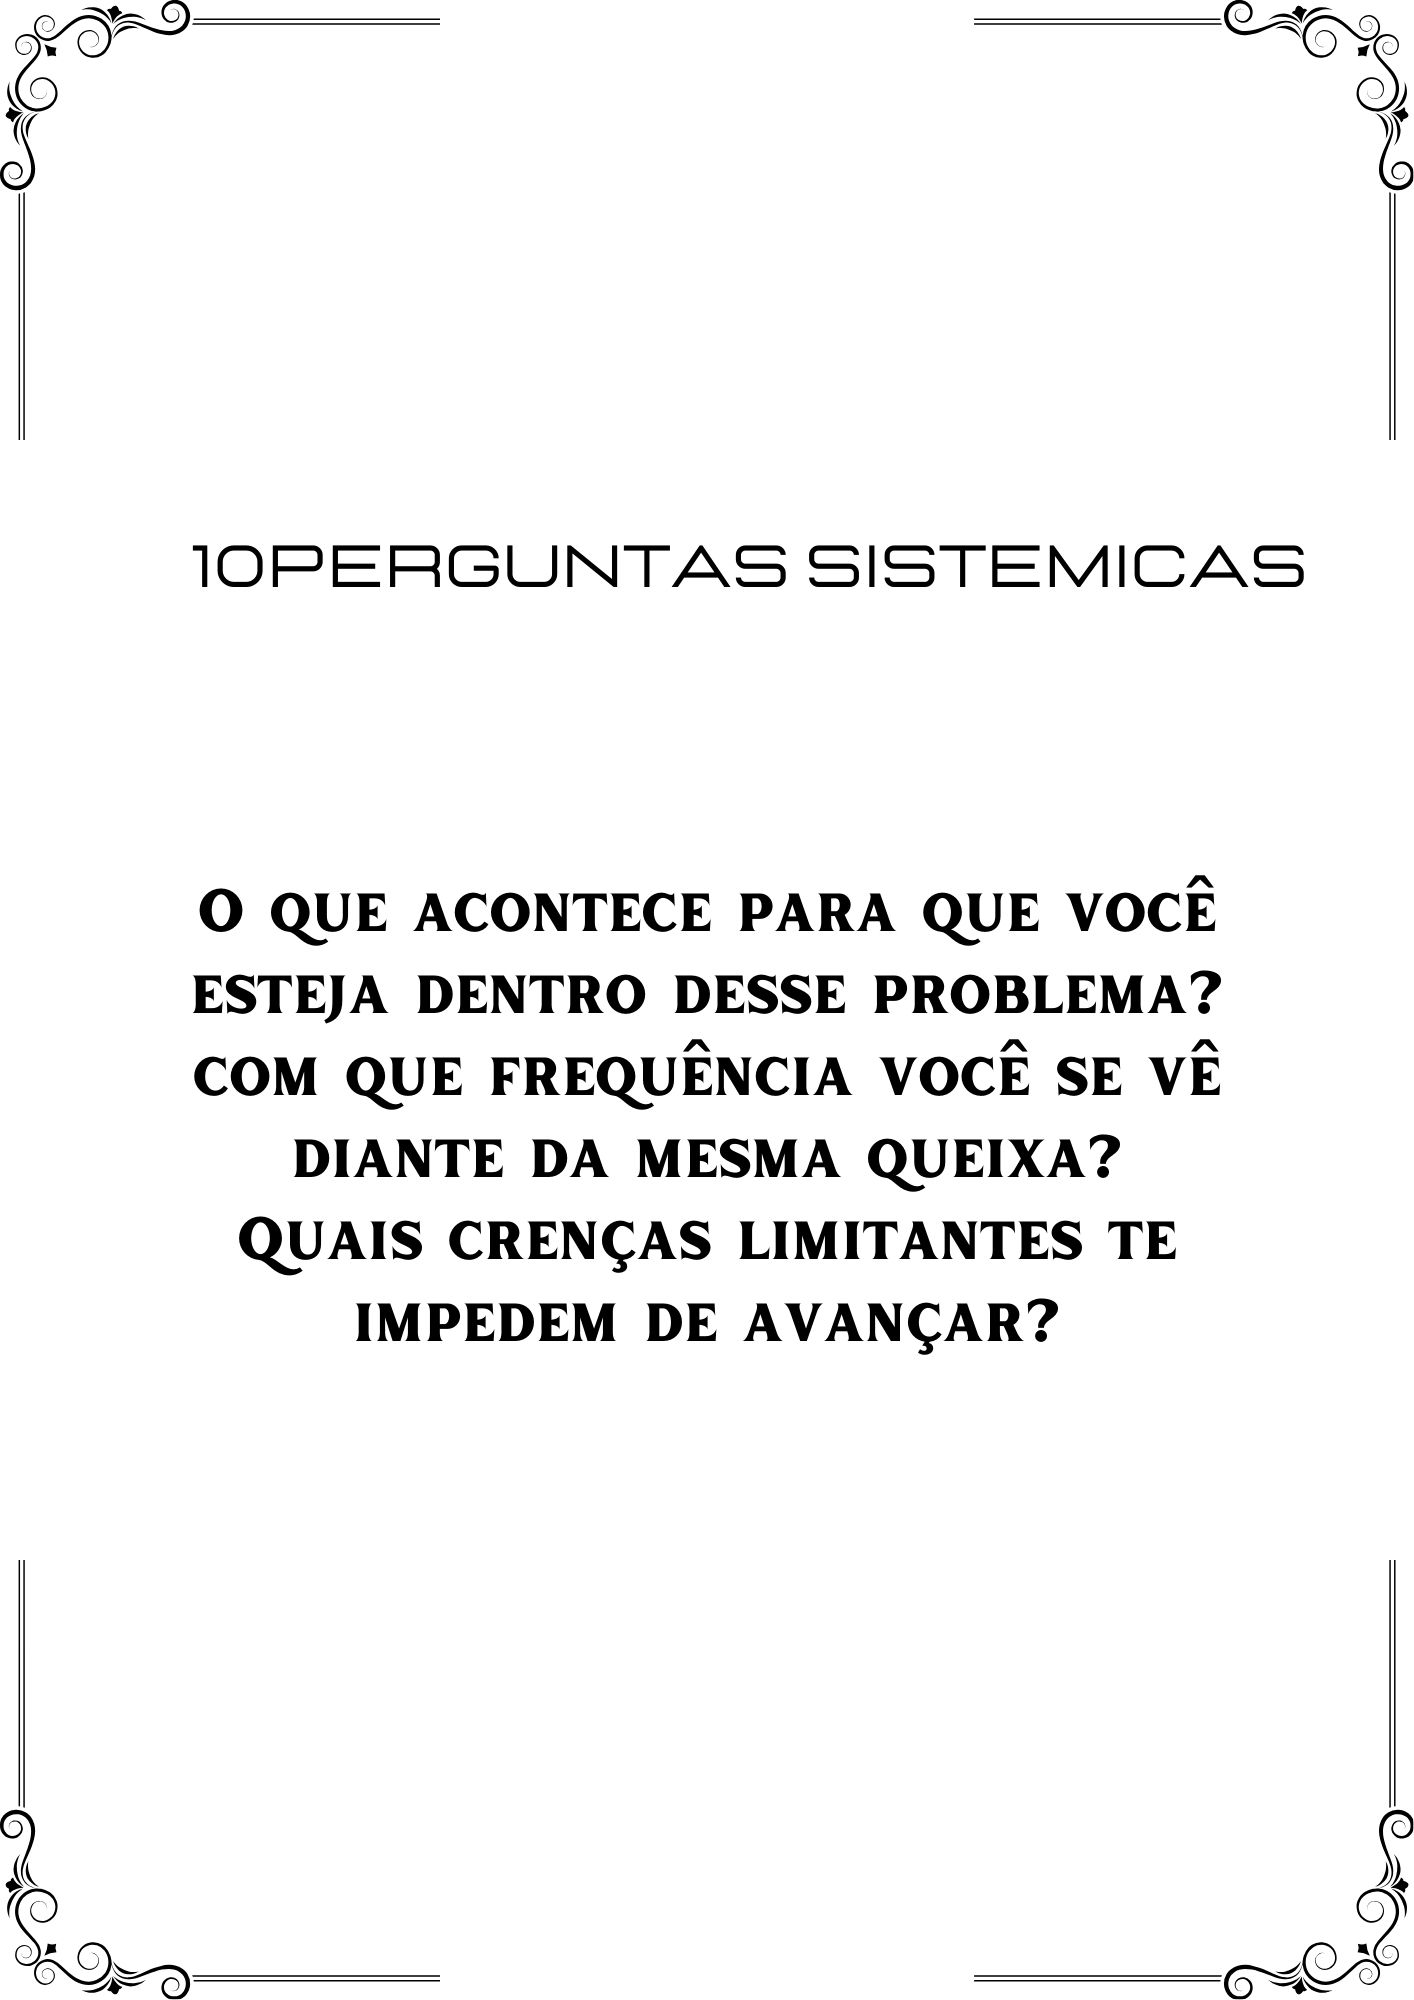 10PERGUNTAS SISTEMICAS
O QUE ACONTECE PARA QUE VOCÊ
ESTEJA DENTRO DESSE PROBLEMA?
COM QUE FREQUÊNCIA VOCÊ SE VÊ
DIANTE DA MESMA QUEIXA?
QUAIS CRENÇAS LIMITANTES TE
IMPEDEM DE AVANÇAR?